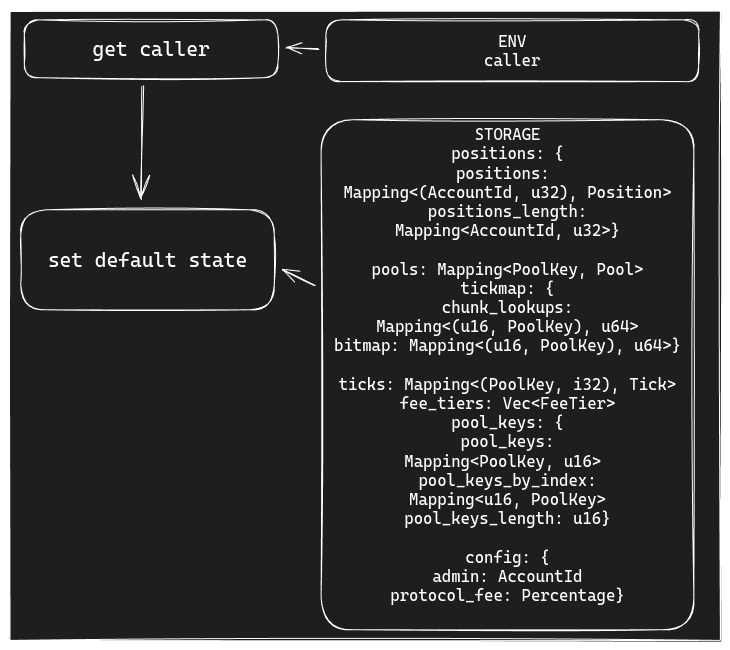 get caller
ENV
caller
set default state
STORAGE
positions: {
positions:
Mapping<(AccountId, u32), Position>
positions_length:
Mapping<AccountId, u32>}
pools: Mapping<PoolKey, Pool>
tickmap: {
chunk_lookups:
Mapping<(u16, PoolKey), u64>
bitmap: Mapping<(u16, PoolKey), u64>}
ticks: Mapping<(PoolKey, i32), Tick>
fee_tiers: Vec<FeeTier>
pool_keys: {
pool_keys:
Mapping<PoolKey, u16>
pool_keys_by_index:
Mapping<u16, PoolKey>
pool_keys_length: u16}
config: {
admin: AccountId
protocol_fee: Percentage}